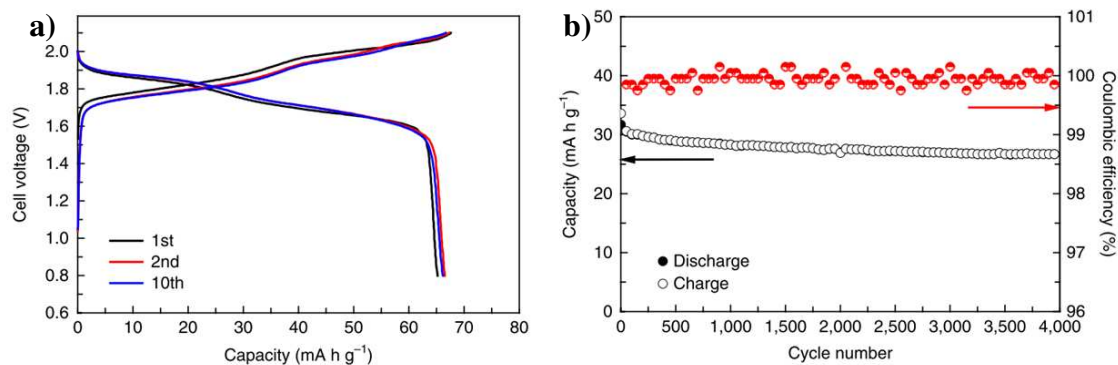 a)
Cell voltage (V)
2.0
1.8
1.6
1.4
1.2
1.0
0.8
0.6
1st
2nd
10th
0 10 20 30 40 50 60 70 80
Capacity (mA h g⁻¹)
b)
Capacity (mA h g⁻¹)
50
40
30
20
10
0
Discharge
Charge
0 500 1,000 1,500 2,000 2,500 3,000 3,500 4,000
Cycle number
101
100
99
98
97
96
Coulombic efficiency (%)